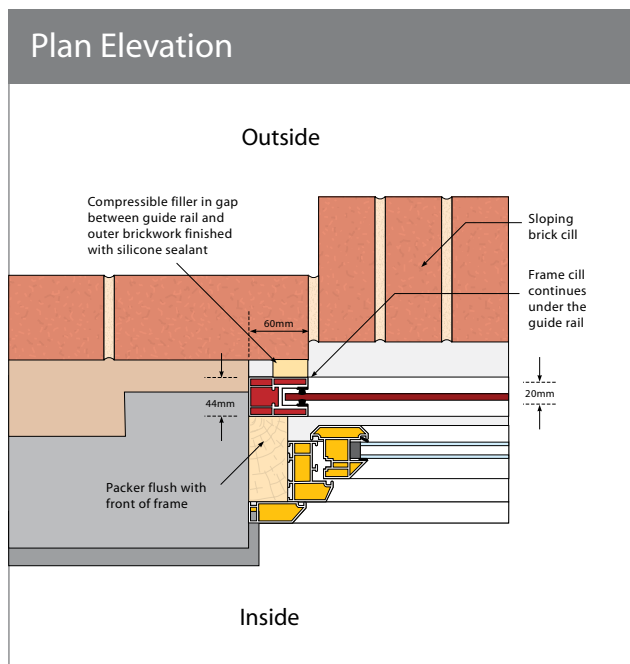 Plan Elevation
Outside
Compressible filler in gap
between guide rail and
outer brickwork finished
with silicone sealant
Sloping
brick cill
Frame cill
continues
under the
guide rail
60mm
44mm
20mm
Packer flush with
front of frame
Inside